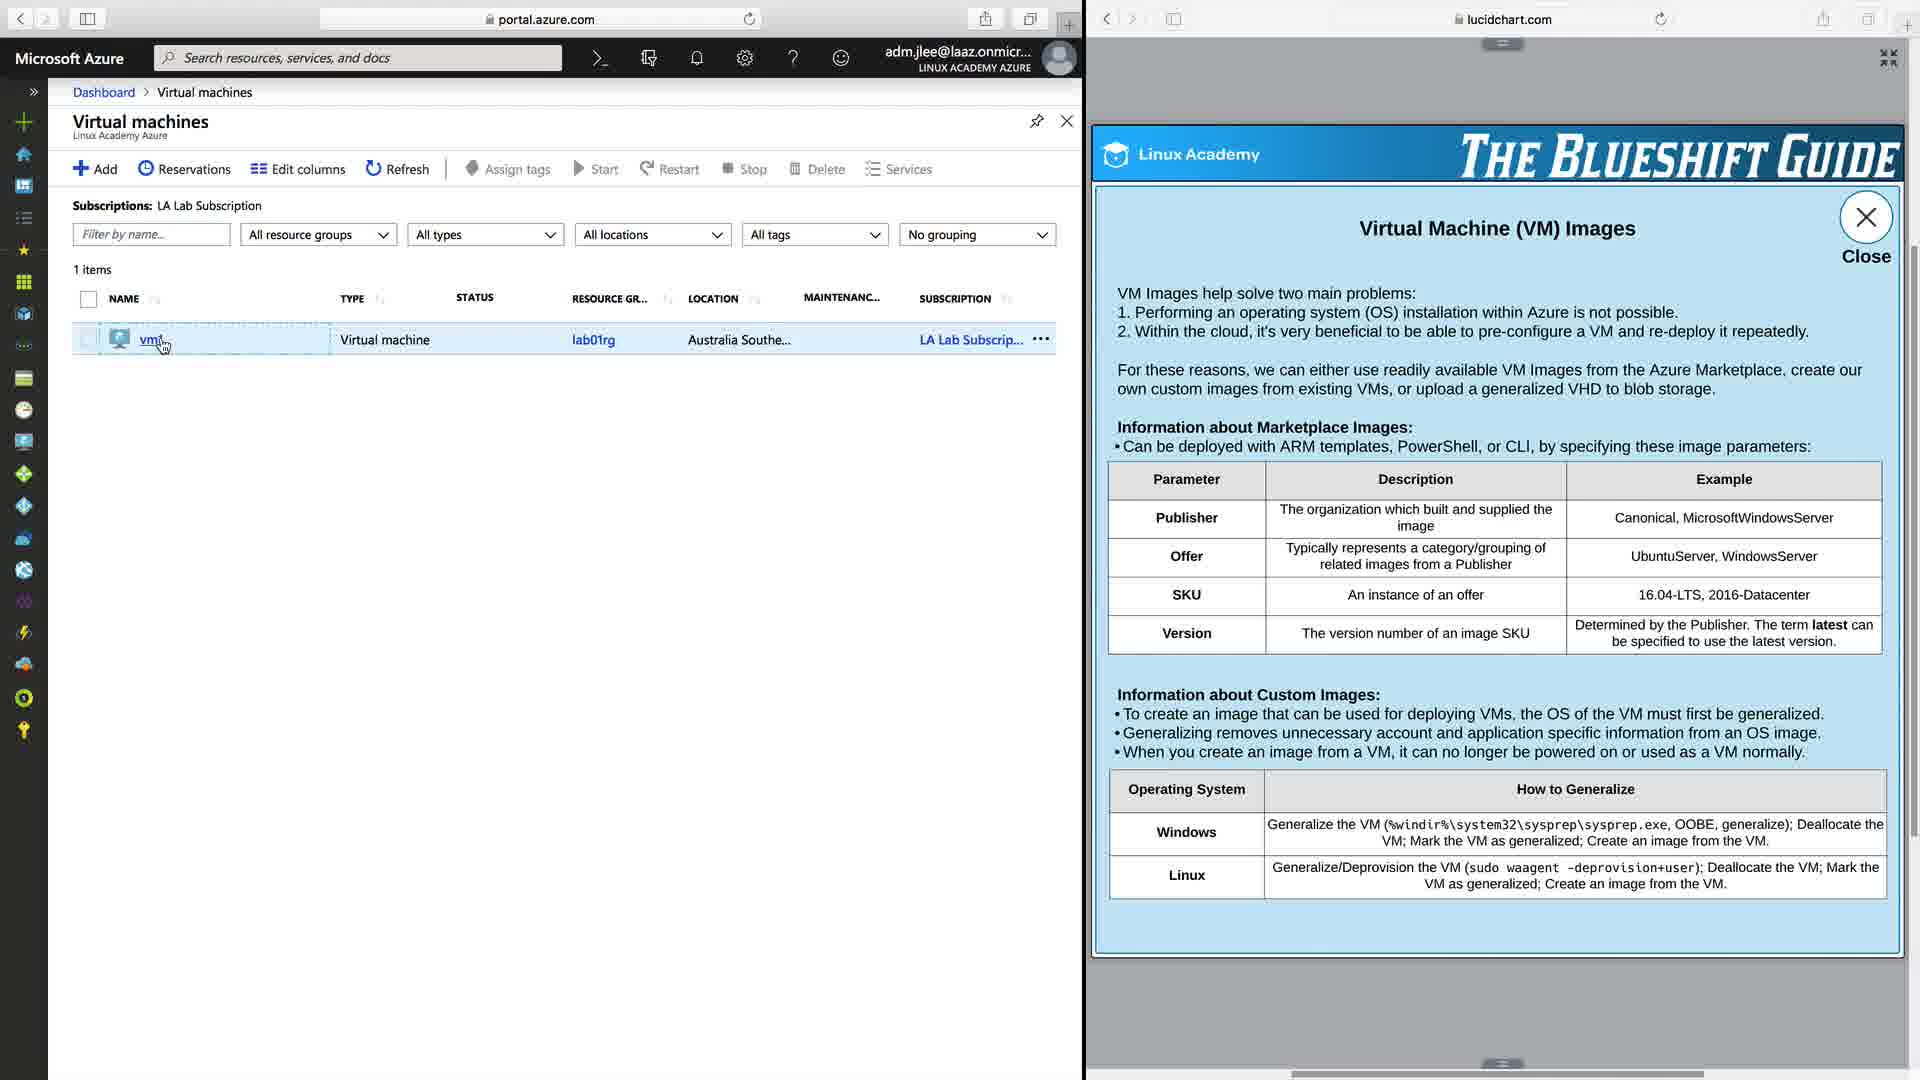 portal.azure.com
Microsoft Azure
Search resources, services, and docs
adm.jlee@laaz.onmicr...
LINUX ACADEMY AZURE
Dashboard > Virtual machines
Virtual machines
Linux Academy Azure
Add
Reservations
Edit columns
Refresh
Assign tags
Start
Restart
Stop
Delete
Services
Subscriptions: LA Lab Subscription
Filter by name...
All resource groups
All types
All locations
All tags
No grouping
1 items
NAME TYPE STATUS RESOURCE GR... LOCATION MAINTENANC... SUBSCRIPTION
Virtual machine lab01rg Australia Southe... LA Lab Subscrip... •••
lucidchart.com
Linux Academy
THE BLUESHIFT GUIDE
Virtual Machine (VM) Images
Close
VM Images help solve two main problems:
1. Performing an operating system (OS) installation within Azure is not possible.
2. Within the cloud, it's very beneficial to be able to pre-configure a VM and re-deploy it repeatedly.
For these reasons, we can either use readily available VM Images from the Azure Marketplace, create our
own custom images from existing VMs, or upload a generalized VHD to blob storage.
Information about Marketplace Images:
• Can be deployed with ARM templates, PowerShell, or CLI, by specifying these image parameters:
Parameter Description Example
Publisher
The organization which built and supplied the
image
Canonical, MicrosoftWindowsServer
Offer
Typically represents a category/grouping of
related images from a Publisher
UbuntuServer, WindowsServer
SKU An instance of an offer 16.04-LTS, 2016-Datacenter
Version The version number of an image SKU
Determined by the Publisher. The term latest can
be specified to use the latest version.
Information about Custom Images:
• To create an image that can be used for deploying VMs, the OS of the VM must first be generalized.
• Generalizing removes unnecessary account and application specific information from an OS image.
• When you create an image from a VM, it can no longer be powered on or used as a VM normally.
Operating System How to Generalize
Windows
Generalize the VM (%windir%\system32\sysprep\sysprep.exe, OOBE, generalize); Deallocate the
VM; Mark the VM as generalized; Create an image from the VM.
Linux
Generalize/Deprovision the VM (sudo waagent -deprovision+user); Deallocate the VM; Mark the
VM as generalized; Create an image from the VM.